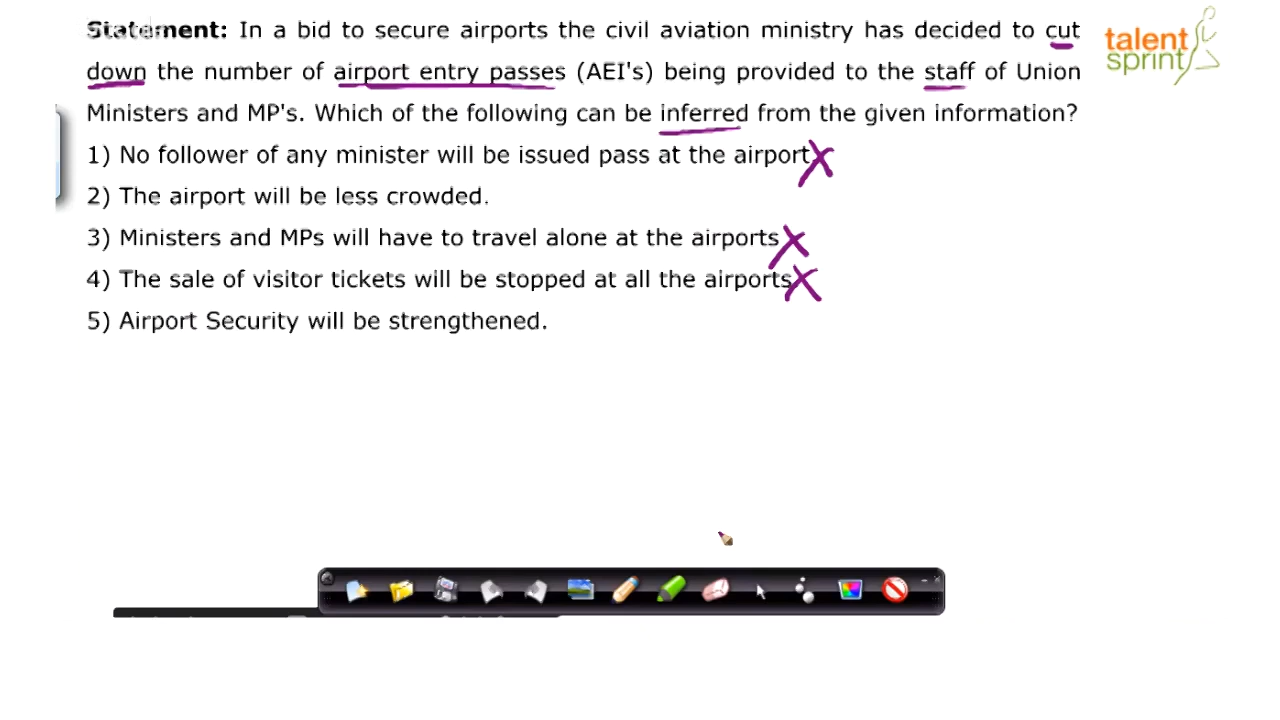 Statement: In a bid to secure airports the civil aviation ministry has decided to cut
down the number of airport entry passes (AEI's) being provided to the staff of Union
Ministers and MP's. Which of the following can be inferred from the given information?
1) No follower of any minister will be issued pass at the airport
2) The airport will be less crowded.
3) Ministers and MPs will have to travel alone at the airports
4) The sale of visitor tickets will be stopped at all the airports
5) Airport Security will be strengthened.
talent
sprint